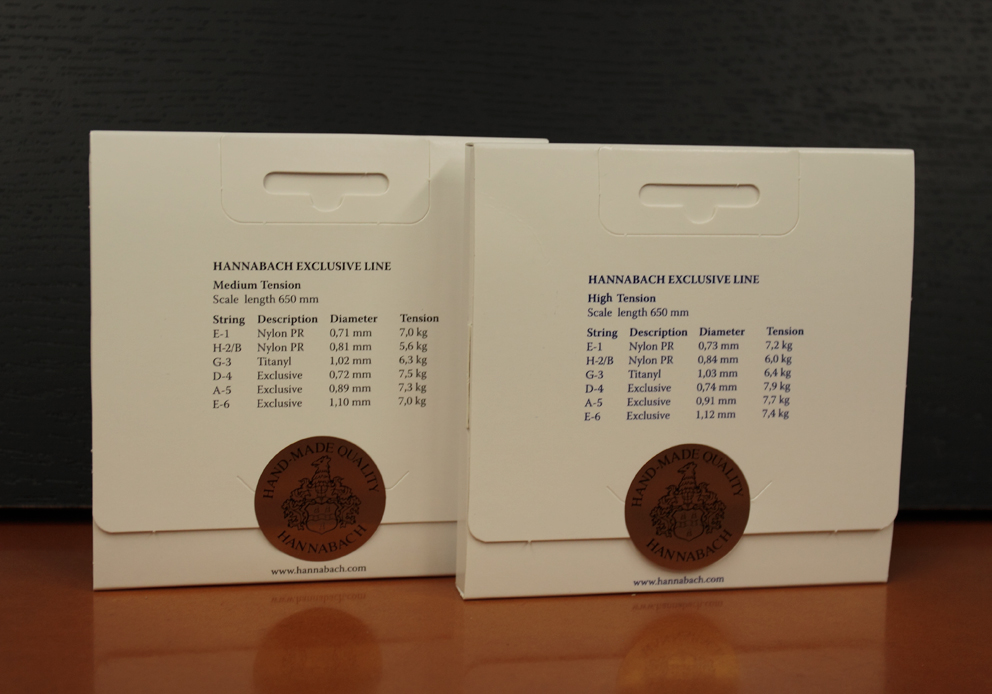 HANNABACH EXCLUSIVE LINE
Medium Tension
Scale length 650 mm
String Description Diameter Tension
E-1 Nylon PR 0,71 mm 7,0 kg
H-2/B Nylon PR 0,81 mm 5,6 kg
G-3 Titanyl 1,02 mm 6,3 kg
D-4 Exclusive 0,72 mm 7,5 kg
A-5 Exclusive 0,89 mm 7,3 kg
E-6 Exclusive 1,10 mm 7,0 kg
HAND-MADE QUALITY
HANNABACH
www.hannabach.com
HANNABACH EXCLUSIVE LINE
High Tension
Scale length 650 mm
String Description Diameter Tension
E-1 Nylon PR 0,73 mm 7,2 kg
H-2/B Nylon PR 0,84 mm 6,0 kg
G-3 Titanyl 1,03 mm 6,4 kg
D-4 Exclusive 0,74 mm 7,9 kg
A-5 Exclusive 0,91 mm 7,7 kg
E-6 Exclusive 1,12 mm 7,4 kg
HAND-MADE QUALITY
HANNABACH
www.hannabach.com